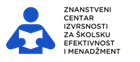 ZNANSTVENI
CENTAR
IZVRSNOSTI
ZA ŠKOLSKU
EFEKTIVNOST
I MENADŽMENT